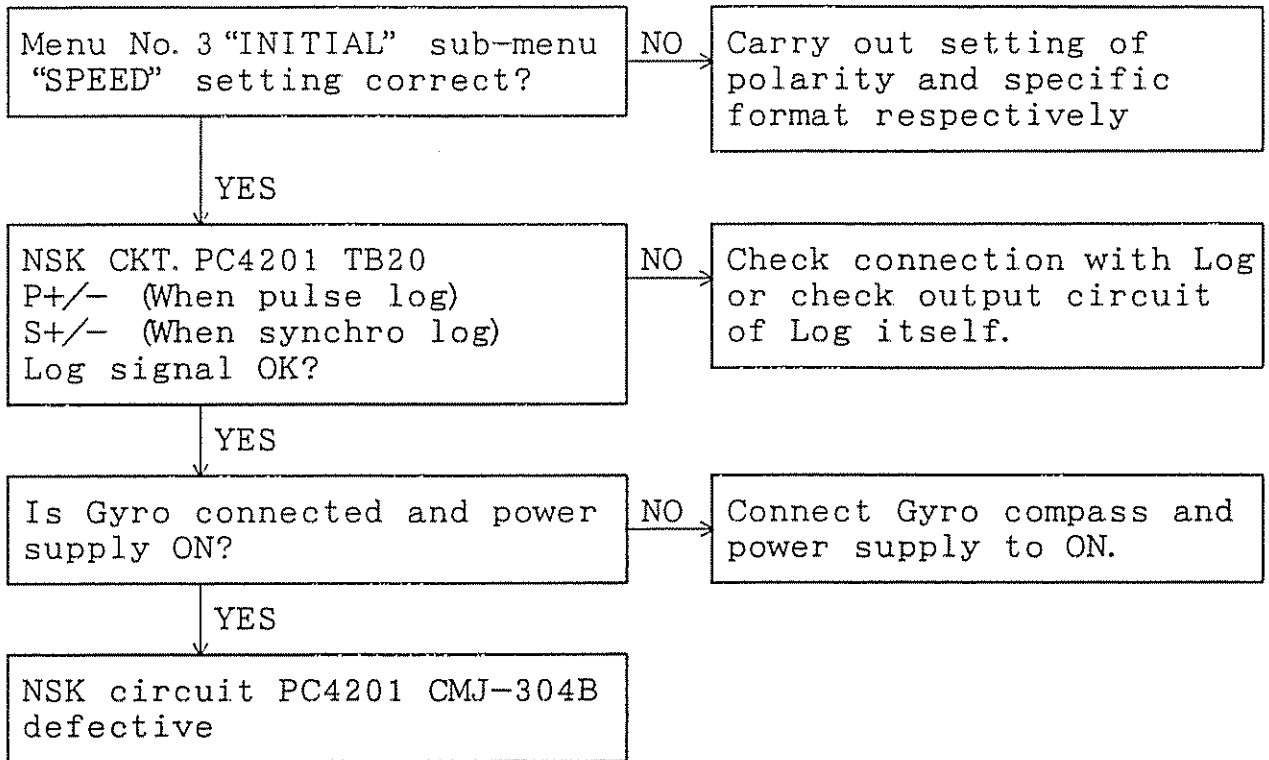 Menu No. 3 “INITIAL” sub-menu
“SPEED” setting correct?
NO
Carry out setting of
polarity and specific
format respectively
YES
NSK CKT. PC4201 TB20
P+/- (When pulse log)
S+/- (When synchro log)
Log signal OK?
NO
Check connection with Log
or check output circuit
of Log itself.
YES
Is Gyro connected and power
supply ON?
NO
Connect Gyro compass and
power supply to ON.
YES
NSK circuit PC4201 CMJ-304B
defective